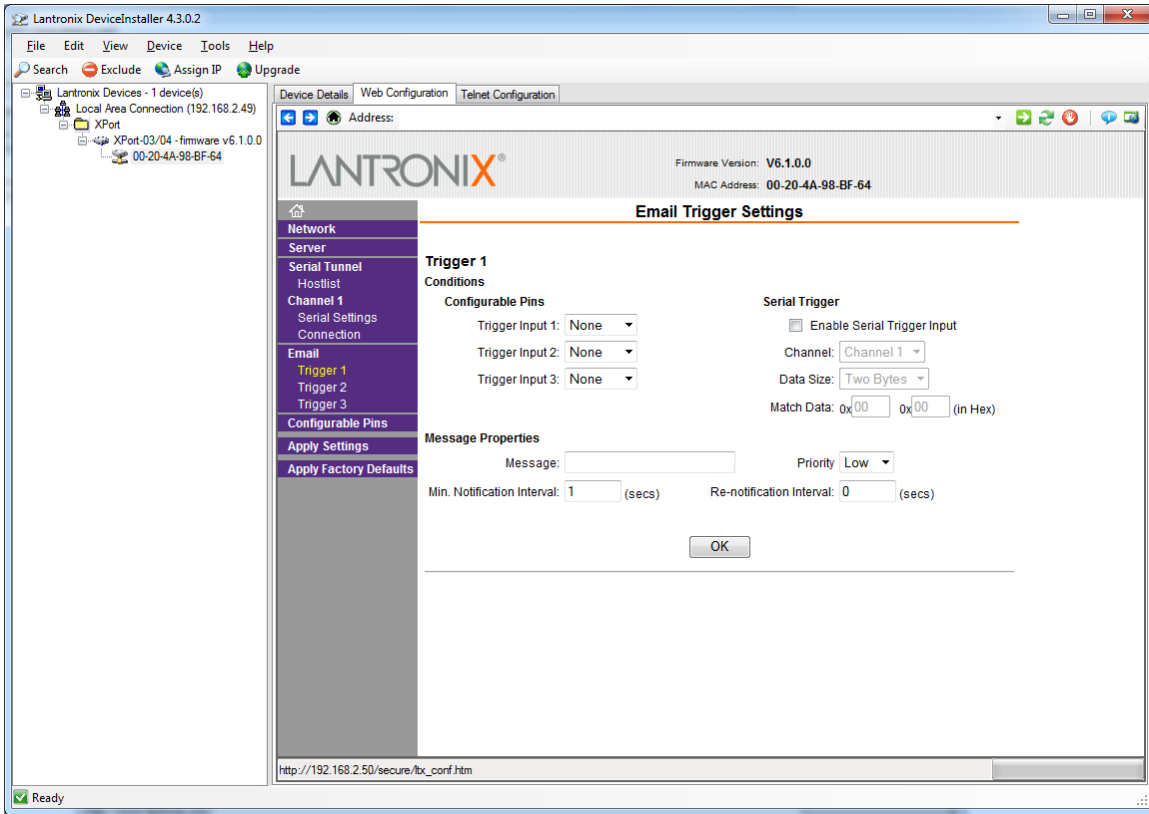 Lantronix DeviceInstaller 4.3.0.2
File Edit View Device Tools Help
Search Exclude Assign IP Upgrade
Lantronix Devices - 1 device(s)
Local Area Connection (192.168.2.49)
XPort
XPort-03/04 - firmware v6.1.0.0
00-20-4A-98-BF-64
Device Details Web Configuration Telnet Configuration
Address:
LANTRONIX®
Firmware Version: V6.1.0.0
MAC Address: 00-20-4A-98-BF-64
Network
Server
Serial Tunnel
Hostlist
Channel 1
Serial Settings
Connection
Email
Trigger 1
Trigger 2
Trigger 3
Configurable Pins
Apply Settings
Apply Factory Defaults
Email Trigger Settings
Trigger 1
Conditions
Configurable Pins
Trigger Input 1: None
Trigger Input 2: None
Trigger Input 3: None
Serial Trigger
Enable Serial Trigger Input
Channel: Channel 1
Data Size: Two Bytes
Match Data: 0x 00 0x 00 (in Hex)
Message Properties
Message: Priority Low
Min. Notification Interval: 1 (secs) Re-notification Interval: 0 (secs)
OK
http://192.168.2.50/secure/ltx_conf.htm
Ready